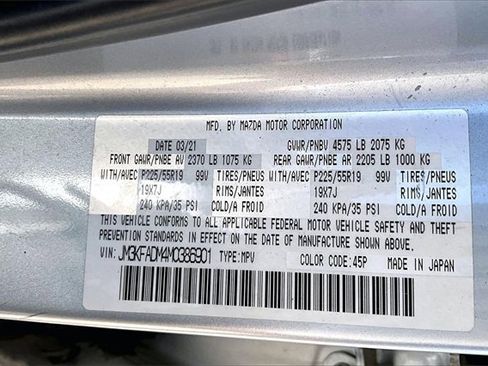 MFD. BY MAZDA MOTOR CORPORATION
DATE 03/21 GVWR/PNBV 4575 LB 2075 KG
FRONT GAWR/PNBE AV 2370 LB 1075 KG REAR GAWR/PNBE AR 2205 LB 1000 KG
WITH/AVEC P225/55R19 99V TIRES/PNEUS WITH/AVEC P225/55R19 99V TIRES/PNEUS
19X7J RIMS/JANTES 19X7J RIMS/JANTES
240 KPA/35 PSI COLD/A FROID 240 KPA/35 PSI COLD/A FROID
THIS VEHICLE CONFORMS TO ALL APPLICABLE FEDERAL MOTOR VEHICLE SAFETY AND THEFT
PREVENTION STANDARDS IN EFFECT ON THE DATE OF MANUFACTURE SHOWN ABOVE.
VIN: JM3KFADM4M0386901 TYPE: MPV COLOR CODE: 45P MADE IN JAPAN